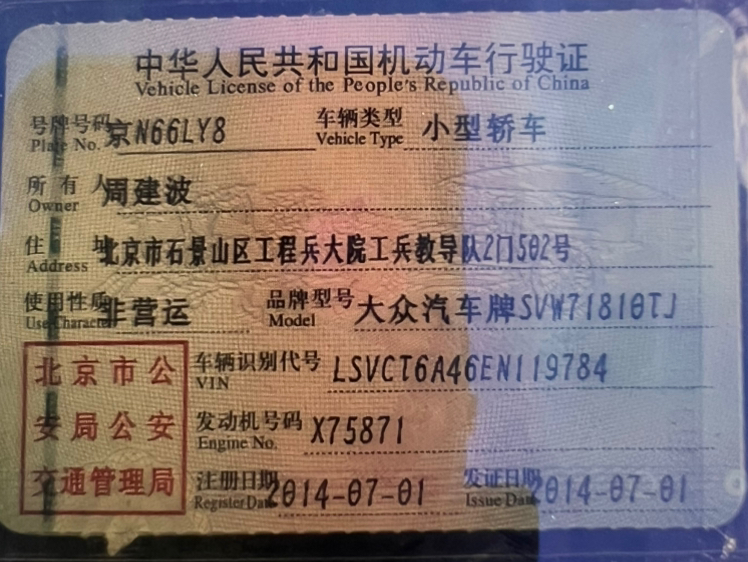 中华人民共和国机动车行驶证
Vehicle License of the People's Republic of China
号牌号码 京N66LY8 车辆类型 小型轿车
Plate No. Vehicle Type
所有人 周建波
Owner
住址 北京市石景山区工程兵大院工兵教导队2门502号
Address
使用性质 非营运 品牌型号 大众汽车牌SVW71810TJ
Use Character Model
北京市公安局公安交通管理局
车辆识别代号 LSVCT6A46EN119784
VIN
发动机号码 X75871
Engine No.
注册日期 2014-07-01 发证日期 2014-07-01
Register Date Issue Date